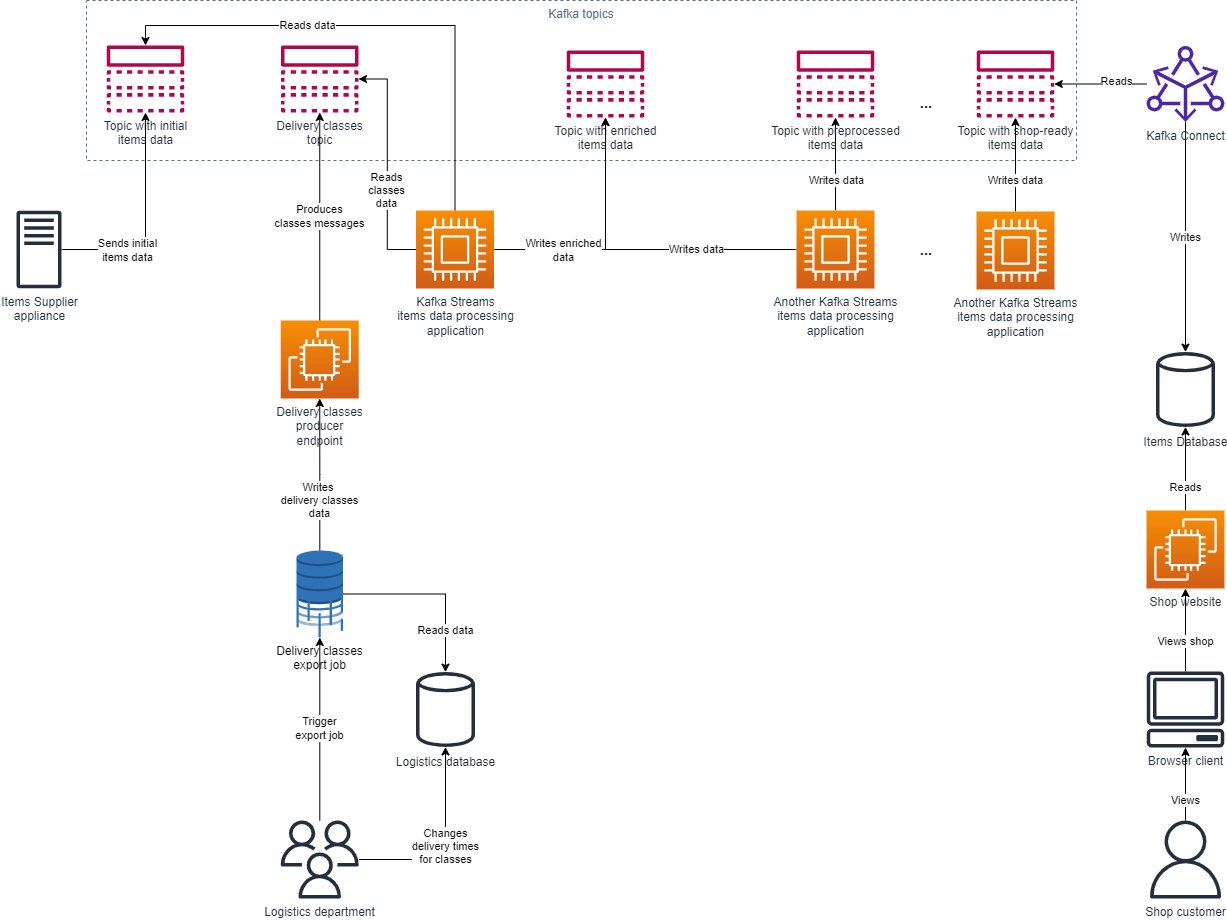 Kafka topics
Reads data
Topic with initial
items data
Delivery classes
topic
Topic with enriched
items data
Topic with preprocessed
items data
...
Topic with shop-ready
items data
Reads
Kafka Connect
Reads
classes
data
Writes data
Writes data
Produces
classes messages
Sends initial
items data
Writes enriched
data
Writes data
...
Writes
Items Supplier
appliance
Kafka Streams
items data processing
application
Another Kafka Streams
items data processing
application
Another Kafka Streams
items data processing
application
Delivery classes
producer
endpoint
Items Database
Writes
delivery classes
data
Reads
Shop website
Reads data
Views shop
Delivery classes
export job
Trigger
export job
Logistics database
Browser client
Views
Changes
delivery times
for classes
Logistics department
Shop customer